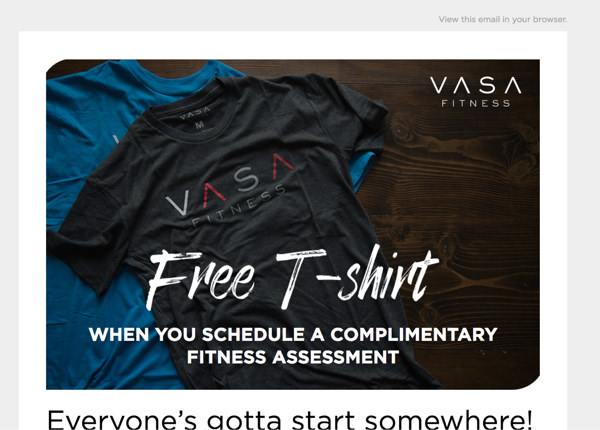 View this email in your browser.
VASA
FITNESS
VASA
M
VASA
FITNESS
Free T-shirt
WHEN YOU SCHEDULE A COMPLIMENTARY
FITNESS ASSESSMENT
Everyone's gotta start somewhere!